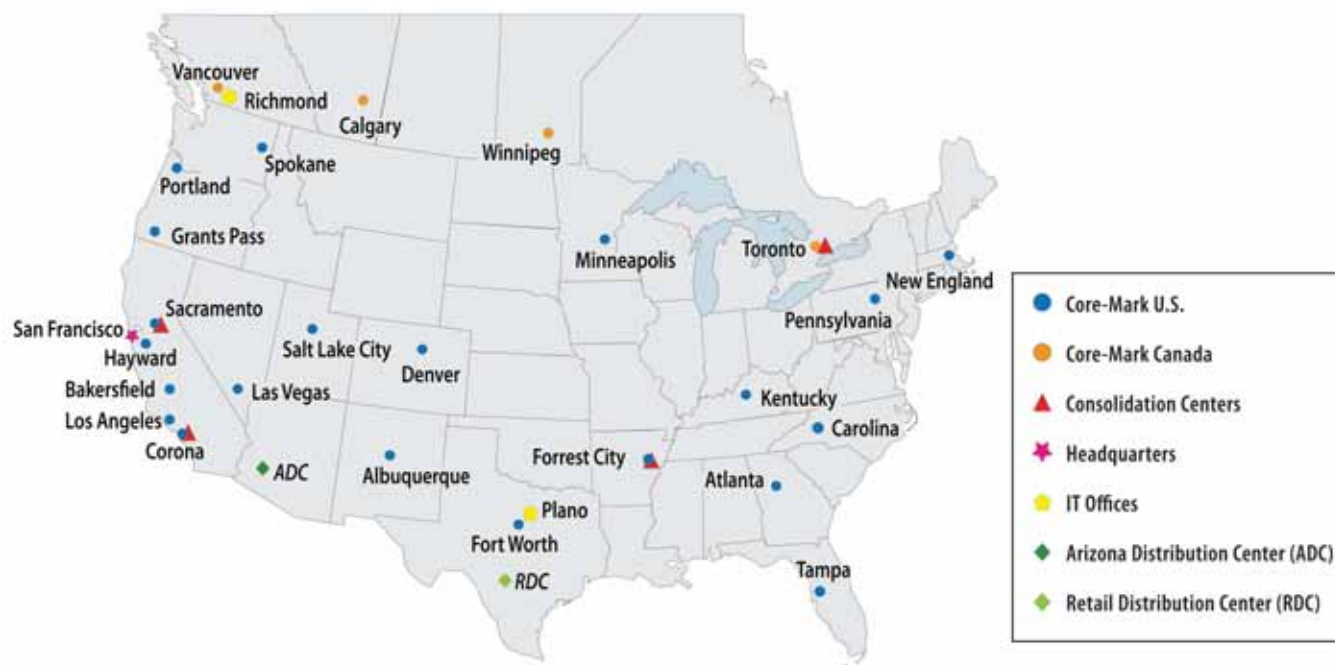 Vancouver
Richmond
Calgary
Winnipeg
Spokane
Portland
Grants Pass
Minneapolis
Toronto
New England
Pennsylvania
Sacramento
San Francisco
Hayward
Salt Lake City
Denver
Bakersfield
Las Vegas
Kentucky
Los Angeles
Carolina
Corona
ADC
Albuquerque
Forrest City
Atlanta
Plano
Fort Worth
RDC
Tampa
Core-Mark U.S.
Core-Mark Canada
Consolidation Centers
Headquarters
IT Offices
Arizona Distribution Center (ADC)
Retail Distribution Center (RDC)